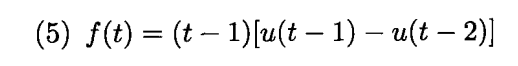 (5) f(t) = (t − 1)[u(t − 1) − u(t − 2)]